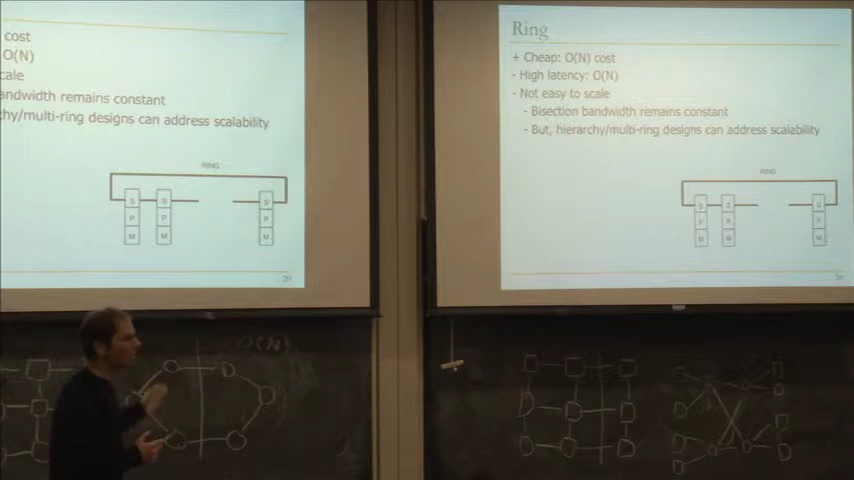 cost
O(N)
cale
andwidth remains constant
hy/multi-ring designs can address scalability
RING
S S S
P P P
M M M
Ring
+ Cheap: O(N) cost
- High latency: O(N)
- Not easy to scale
- Bisection bandwidth remains constant
- But, hierarchy/multi-ring designs can address scalability
RING
S S S
P P P
M M M
O(N)